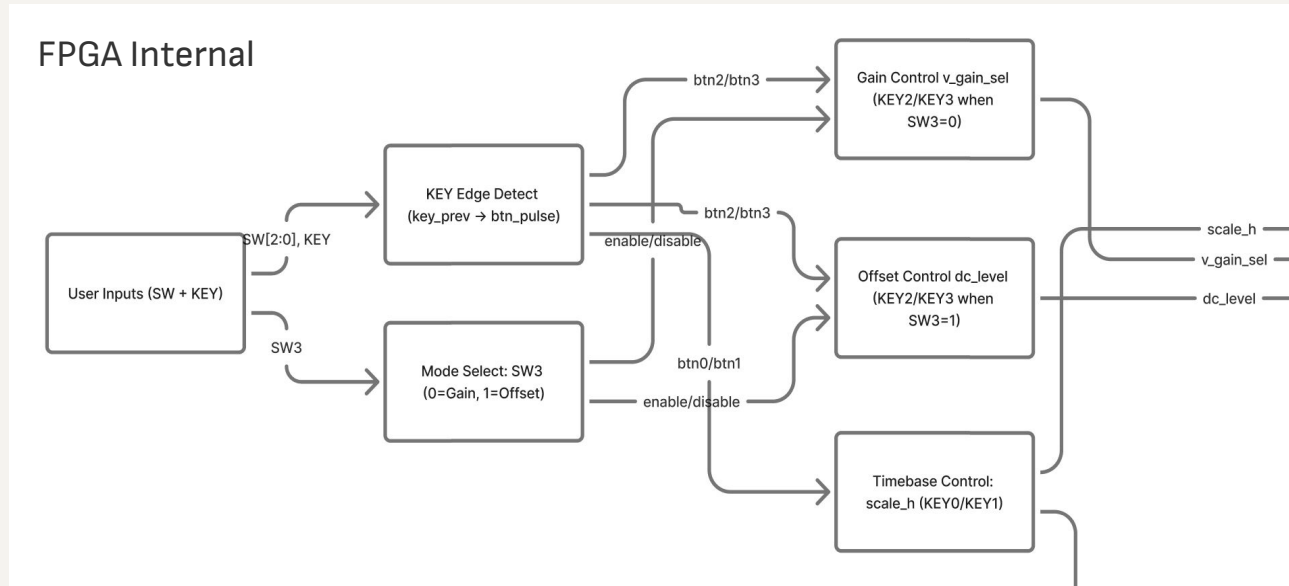 FPGA Internal
User Inputs (SW + KEY)
SW[2:0], KEY
SW3
KEY Edge Detect
(key_prev → btn_pulse)
Mode Select: SW3
(0=Gain, 1=Offset)
btn2/btn3
btn2/btn3
enable/disable
btn0/btn1
enable/disable
Gain Control v_gain_sel
(KEY2/KEY3 when
SW3=0)
Offset Control dc_level
(KEY2/KEY3 when
SW3=1)
Timebase Control:
scale_h (KEY0/KEY1)
scale_h
v_gain_sel
dc_level